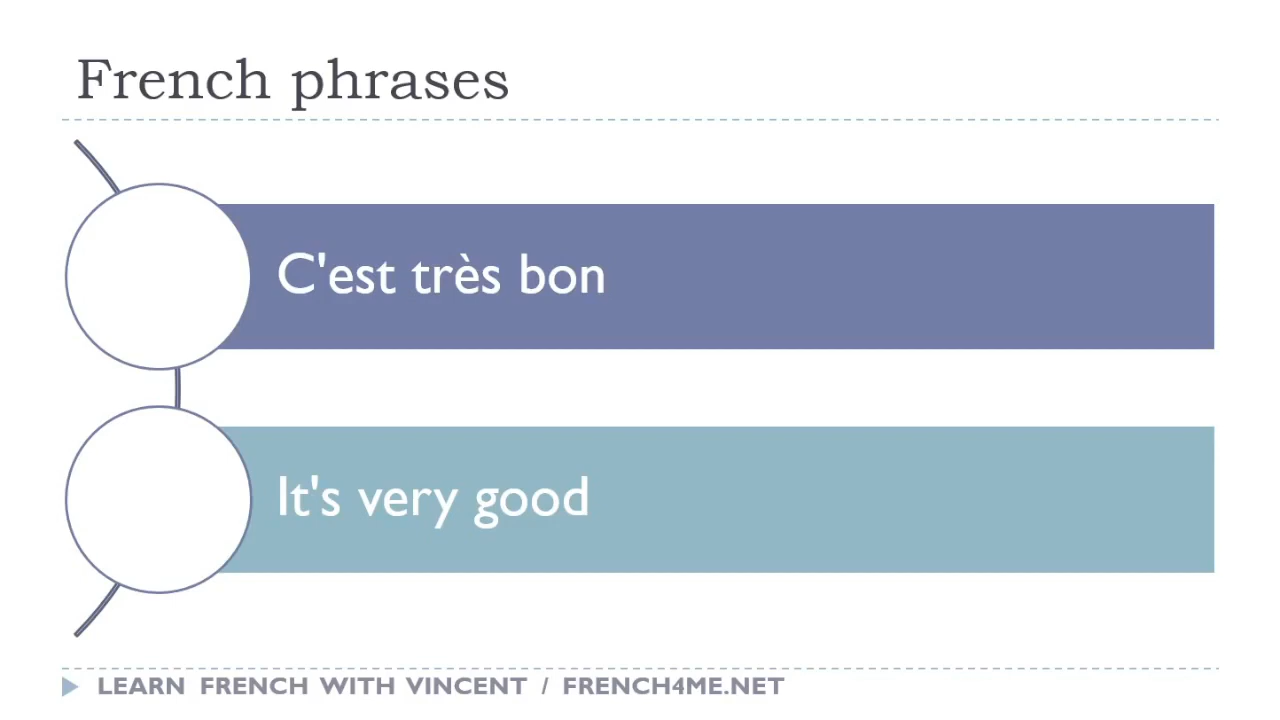 French phrases
C'est très bon
It's very good
LEARN FRENCH WITH VINCENT / FRENCH4ME.NET